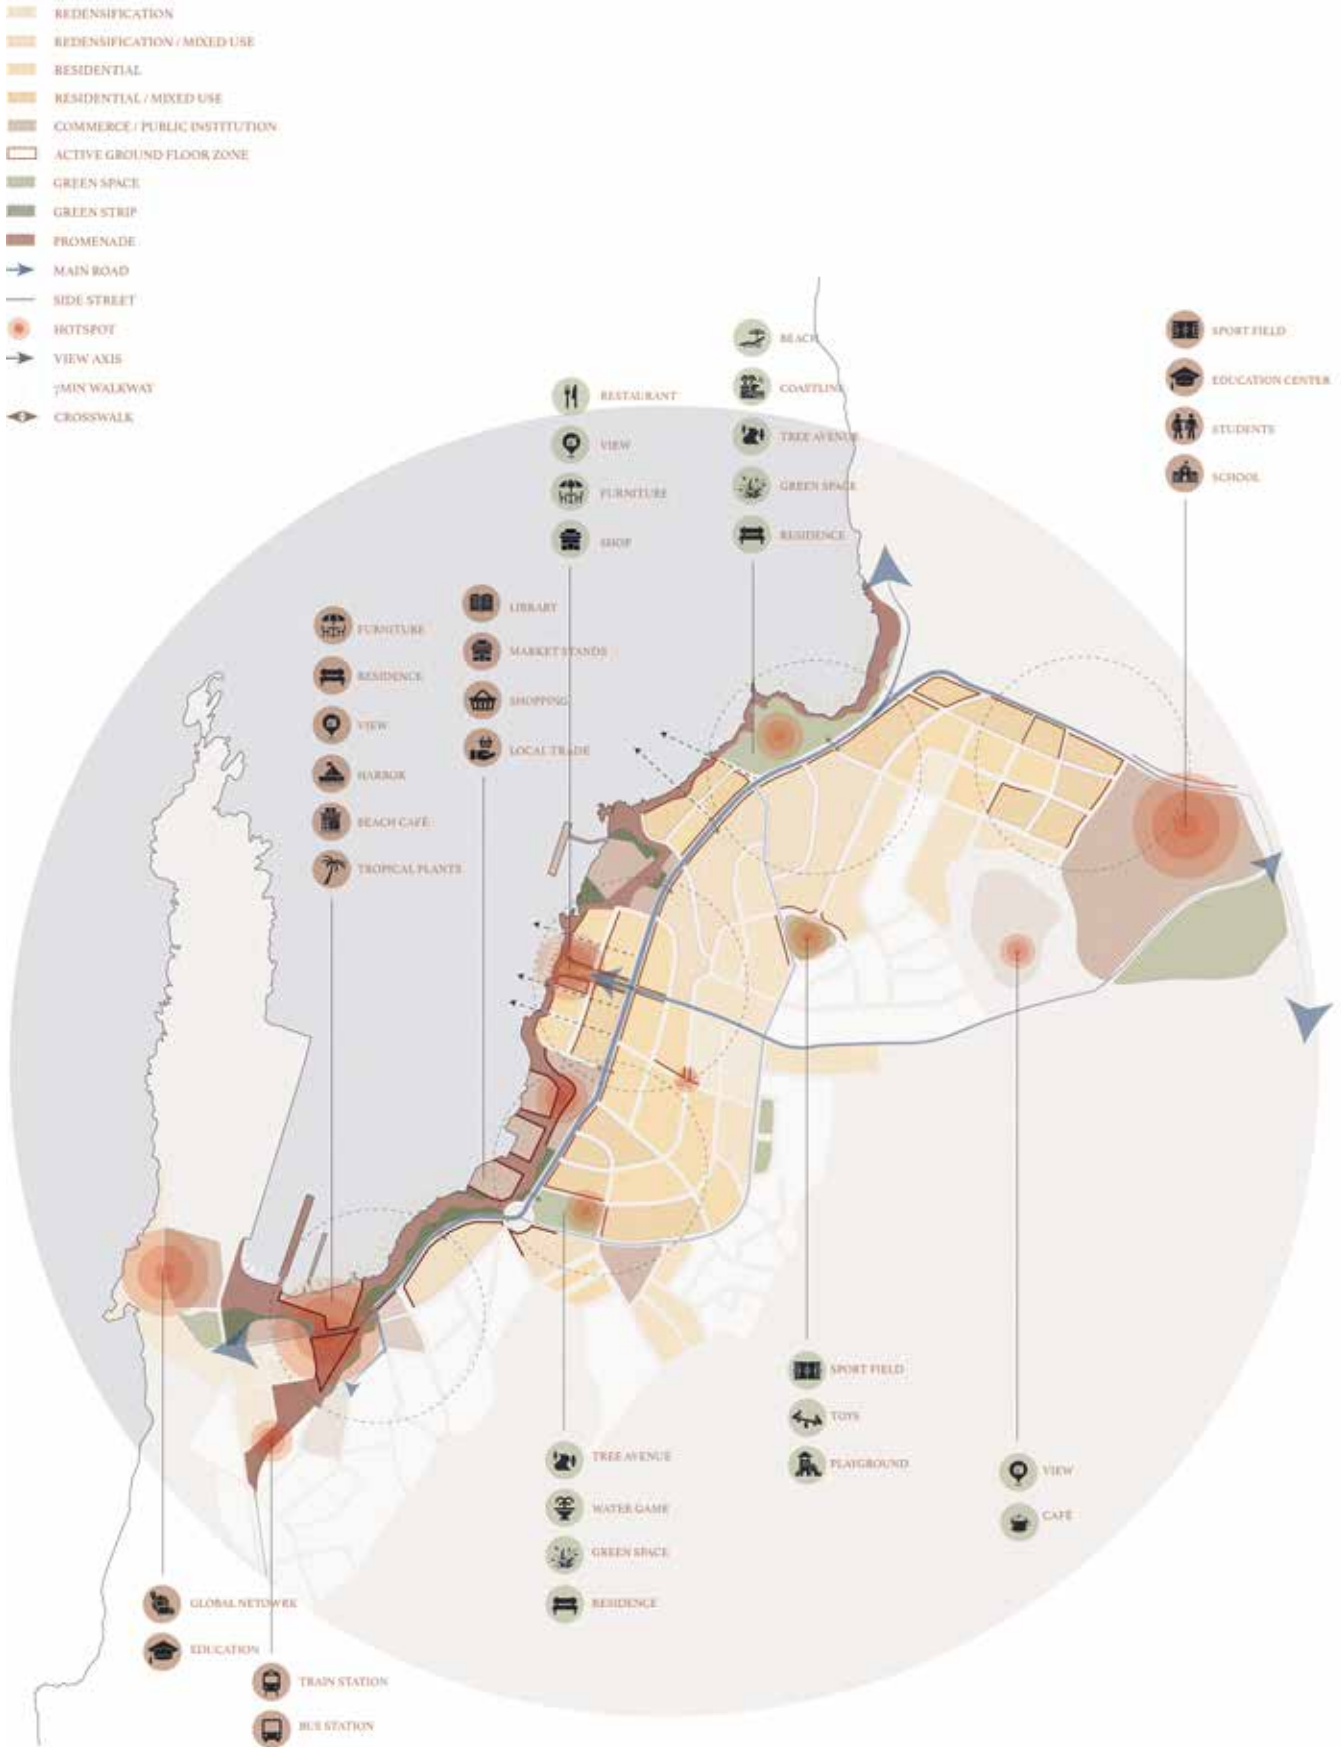 REDENSIFICATION
REDENSIFICATION / MIXED USE
RESIDENTIAL
RESIDENTIAL / MIXED USE
COMMERCE / PUBLIC INSTITUTION
ACTIVE GROUND FLOOR ZONE
GREEN SPACE
GREEN STRIP
PROMENADE
MAIN ROAD
SIDE STREET
HOTSPOT
VIEW AXIS
7MIN WALKWAY
CROSSWALK
BEACH
COASTLINE
TREE AVENUE
GREEN SPACE
RESIDENCE
SPORT FIELD
EDUCATION CENTER
STUDENTS
SCHOOL
RESTAURANT
VIEW
FURNITURE
SHOP
LIBRARY
MARKET STANDS
SHOPPING
LOCAL TRADE
FURNITURE
RESIDENCE
VIEW
HARBOR
BEACH CAFÉ
TROPICAL PLANTS
SPORT FIELD
TOYS
PLAYGROUND
TREE AVENUE
WATER GAME
GREEN SPACE
RESIDENCE
VIEW
CAFÉ
GLOBAL NETOWRK
EDUCATION
TRAIN STATION
BUS STATION